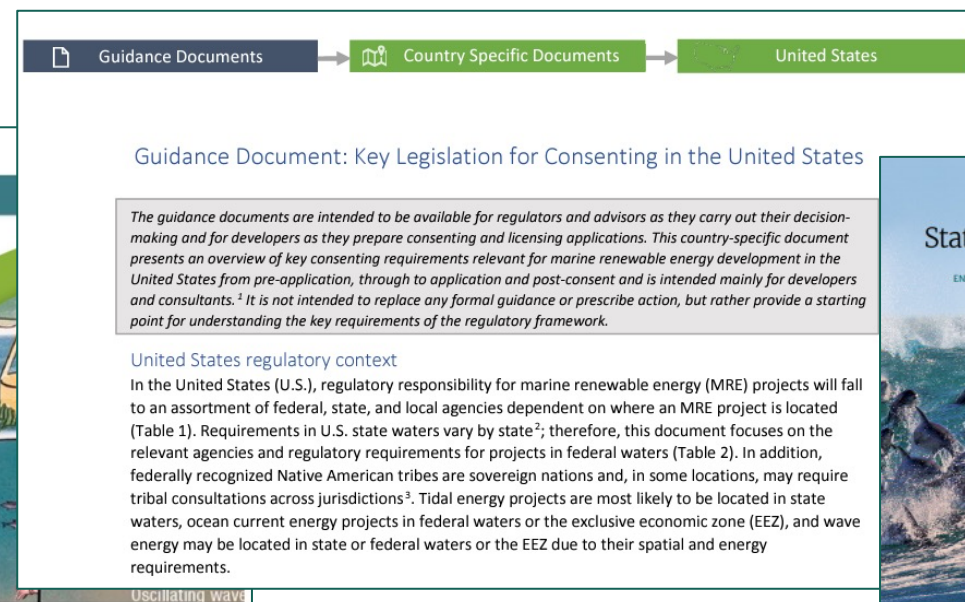 Guidance Documents
Country Specific Documents
United States
Guidance Document: Key Legislation for Consenting in the United States
The guidance documents are intended to be available for regulators and advisors as they carry out their decision-
making and for developers as they prepare consenting and licensing applications. This country-specific document
presents an overview of key consenting requirements relevant for marine renewable energy development in the
United States from pre-application, through to application and post-consent and is intended mainly for developers
and consultants.¹ It is not intended to replace any formal guidance or prescribe action, but rather provide a starting
point for understanding the key requirements of the regulatory framework.
United States regulatory context
In the United States (U.S.), regulatory responsibility for marine renewable energy (MRE) projects will fall
to an assortment of federal, state, and local agencies dependent on where an MRE project is located
(Table 1). Requirements in U.S. state waters vary by state²; therefore, this document focuses on the
relevant agencies and regulatory requirements for projects in federal waters (Table 2). In addition,
federally recognized Native American tribes are sovereign nations and, in some locations, may require
tribal consultations across jurisdictions³. Tidal energy projects are most likely to be located in state
waters, ocean current energy projects in federal waters or the exclusive economic zone (EEZ), and wave
energy may be located in state or federal waters or the EEZ due to their spatial and energy
requirements.
Oscillating wave
Stat
EN